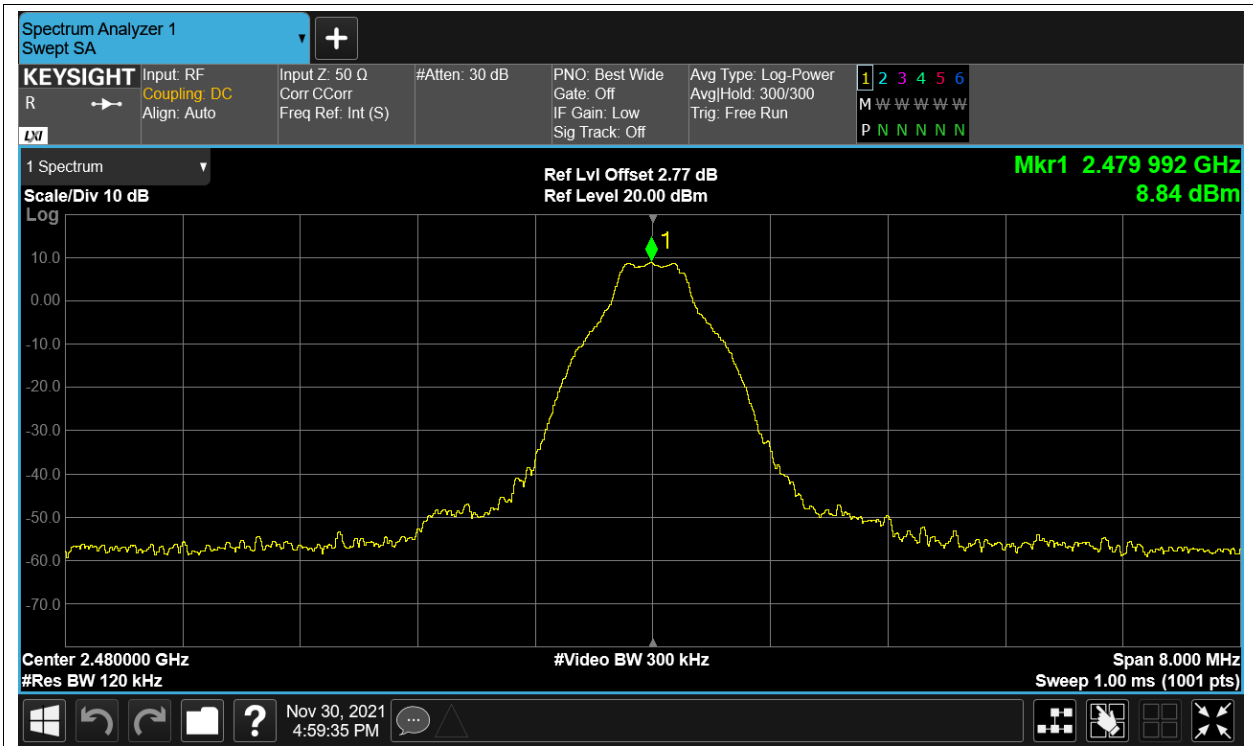 Spectrum Analyzer 1
Swept SA
KEYSIGHT
R
LXI
Input: RF
Coupling: DC
Align: Auto
Input Z: 50 Ω
Corr CCorr
Freq Ref: Int (S)
#Atten: 30 dB
PNO: Best Wide
Gate: Off
IF Gain: Low
Sig Track: Off
Avg Type: Log-Power
Avg|Hold: 300/300
Trig: Free Run
1 2 3 4 5 6
M W W W W W
P N N N N N
1 Spectrum
Scale/Div 10 dB
Log
Ref Lvl Offset 2.77 dB
Ref Level 20.00 dBm
Mkr1 2.479 992 GHz
8.84 dBm
1
10.0
0.00
-10.0
-20.0
-30.0
-40.0
-50.0
-60.0
-70.0
Center 2.480000 GHz
#Res BW 120 kHz
#Video BW 300 kHz
Span 8.000 MHz
Sweep 1.00 ms (1001 pts)
?
Nov 30, 2021
4:59:35 PM